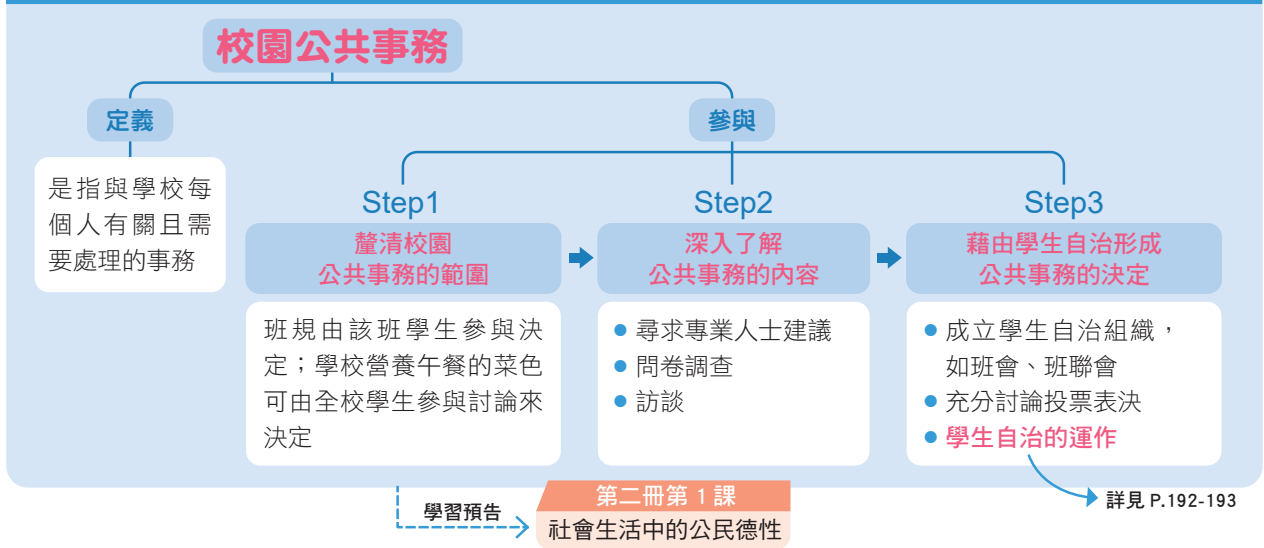 校園公共事務
定義
參與
是指與學校每
個人有關且需
要處理的事務
Step1
釐清校園
公共事務的範圍
班規由該班學生參與決
定；學校營養午餐的菜色
可由全校學生參與討論來
決定
Step2
深入了解
公共事務的內容
尋求專業人士建議
問卷調查
訪談
Step3
藉由學生自治形成
公共事務的決定
成立學生自治組織，
如班會、班聯會
充分討論投票表決
學生自治的運作
詳見 P.192-193
學習預告
第二冊第 1 課
社會生活中的公民德性